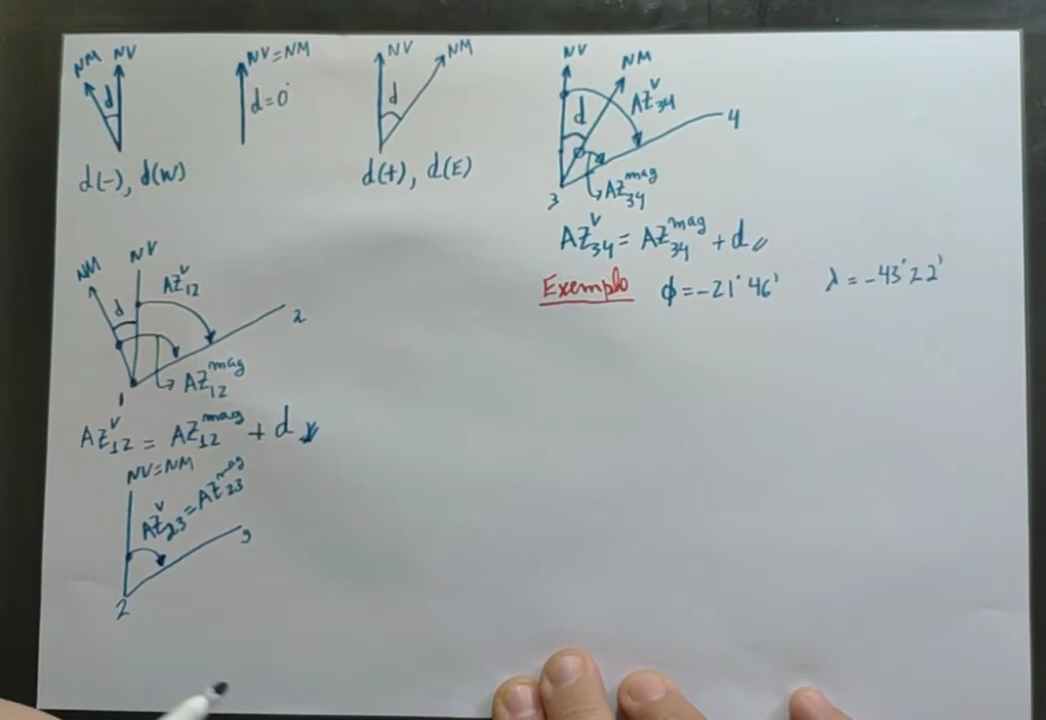 NM NV
d
d(-), d(W)
NV=NM
d=0°
NV NM
d
d(+), d(E)
NV
NM
d
AZ^v_34
4
3
AZ^mag_34
AZ^v_34 = AZ^mag_34 + d
Exemplo φ=-21°46' λ=-43°22'
NM NV
AZ^v_12
d
2
AZ^mag_12
1
AZ^v_12 = AZ^mag_12 + d
NV=NM
AZ^v_23=AZ^mag_23
3
2